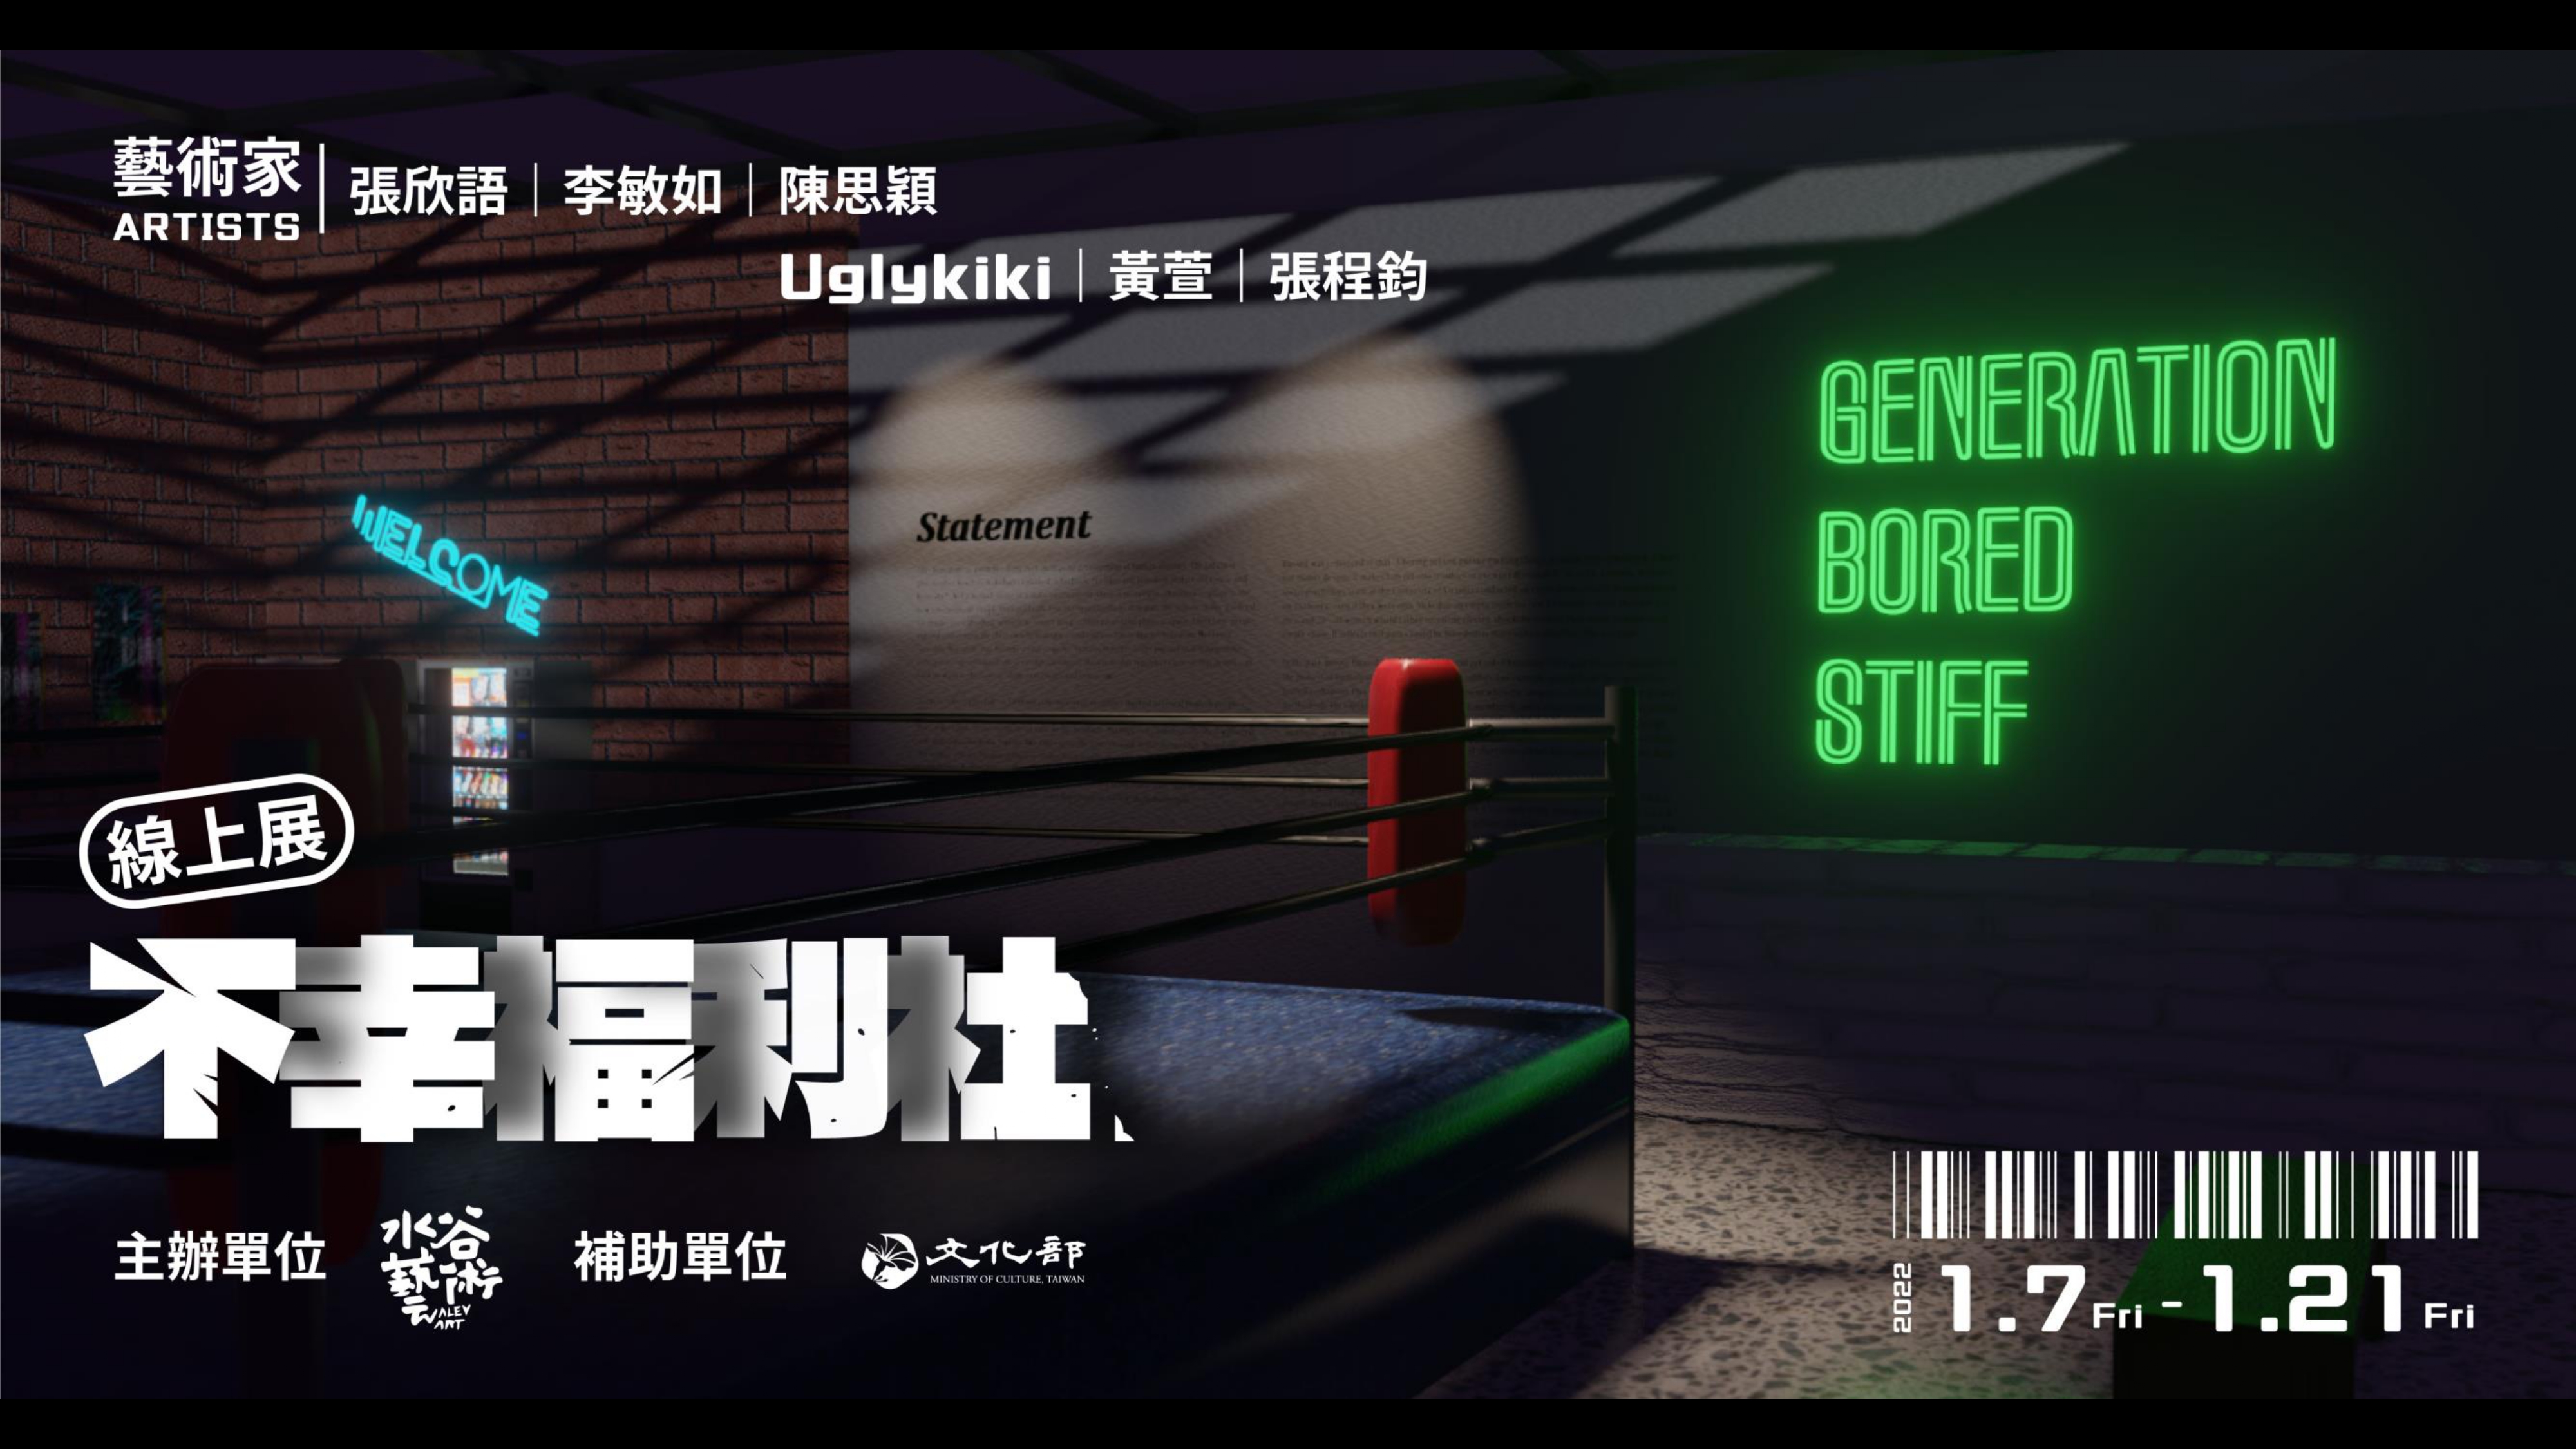 藝術家
ARTISTS
張欣語｜李敏如｜陳思穎
Uglykiki｜黃萱｜張程鈞
GENERATION
BORED
STIFF
WELCOME
Statement
線上展
不幸福利社
主辦單位
水谷藝術
WALEY ART
補助單位
文化部
MINISTRY OF CULTURE, TAIWAN
2022 1.7 Fri - 1.21 Fri